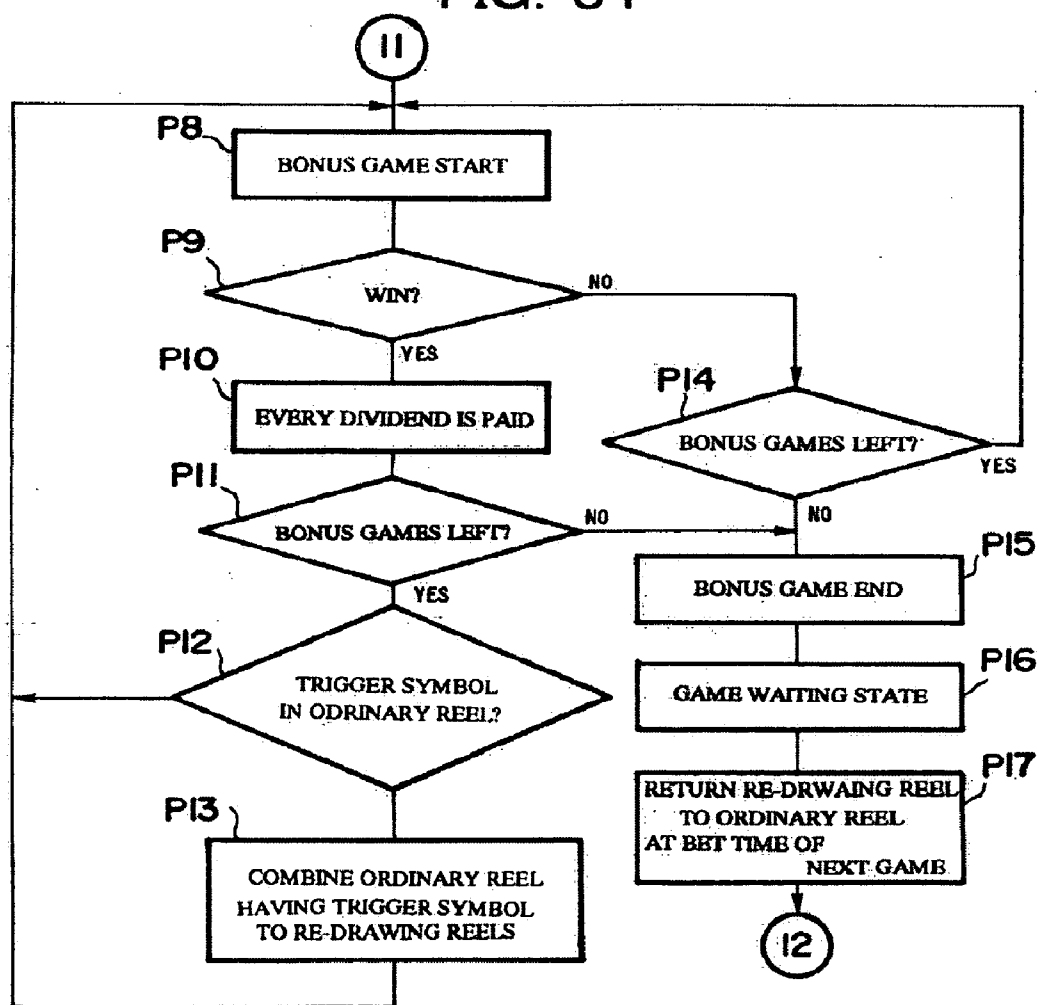 11
P8
BONUS GAME START
P9
WIN?
NO
YES
P10
EVERY DIVIDEND IS PAID
P14
BONUS GAMES LEFT?
YES
NO
P11
BONUS GAMES LEFT?
NO
YES
P15
BONUS GAME END
P12
TRIGGER SYMBOL
IN ODRINARY REEL?
P16
GAME WAITING STATE
P17
RETURN RE-DRWAING REEL
TO ORDINARY REEL
AT BET TIME OF
NEXT GAME
P13
COMBINE ORDINARY REEL
HAVING TRIGGER SYMBOL
TO RE-DRAWING REELS
12